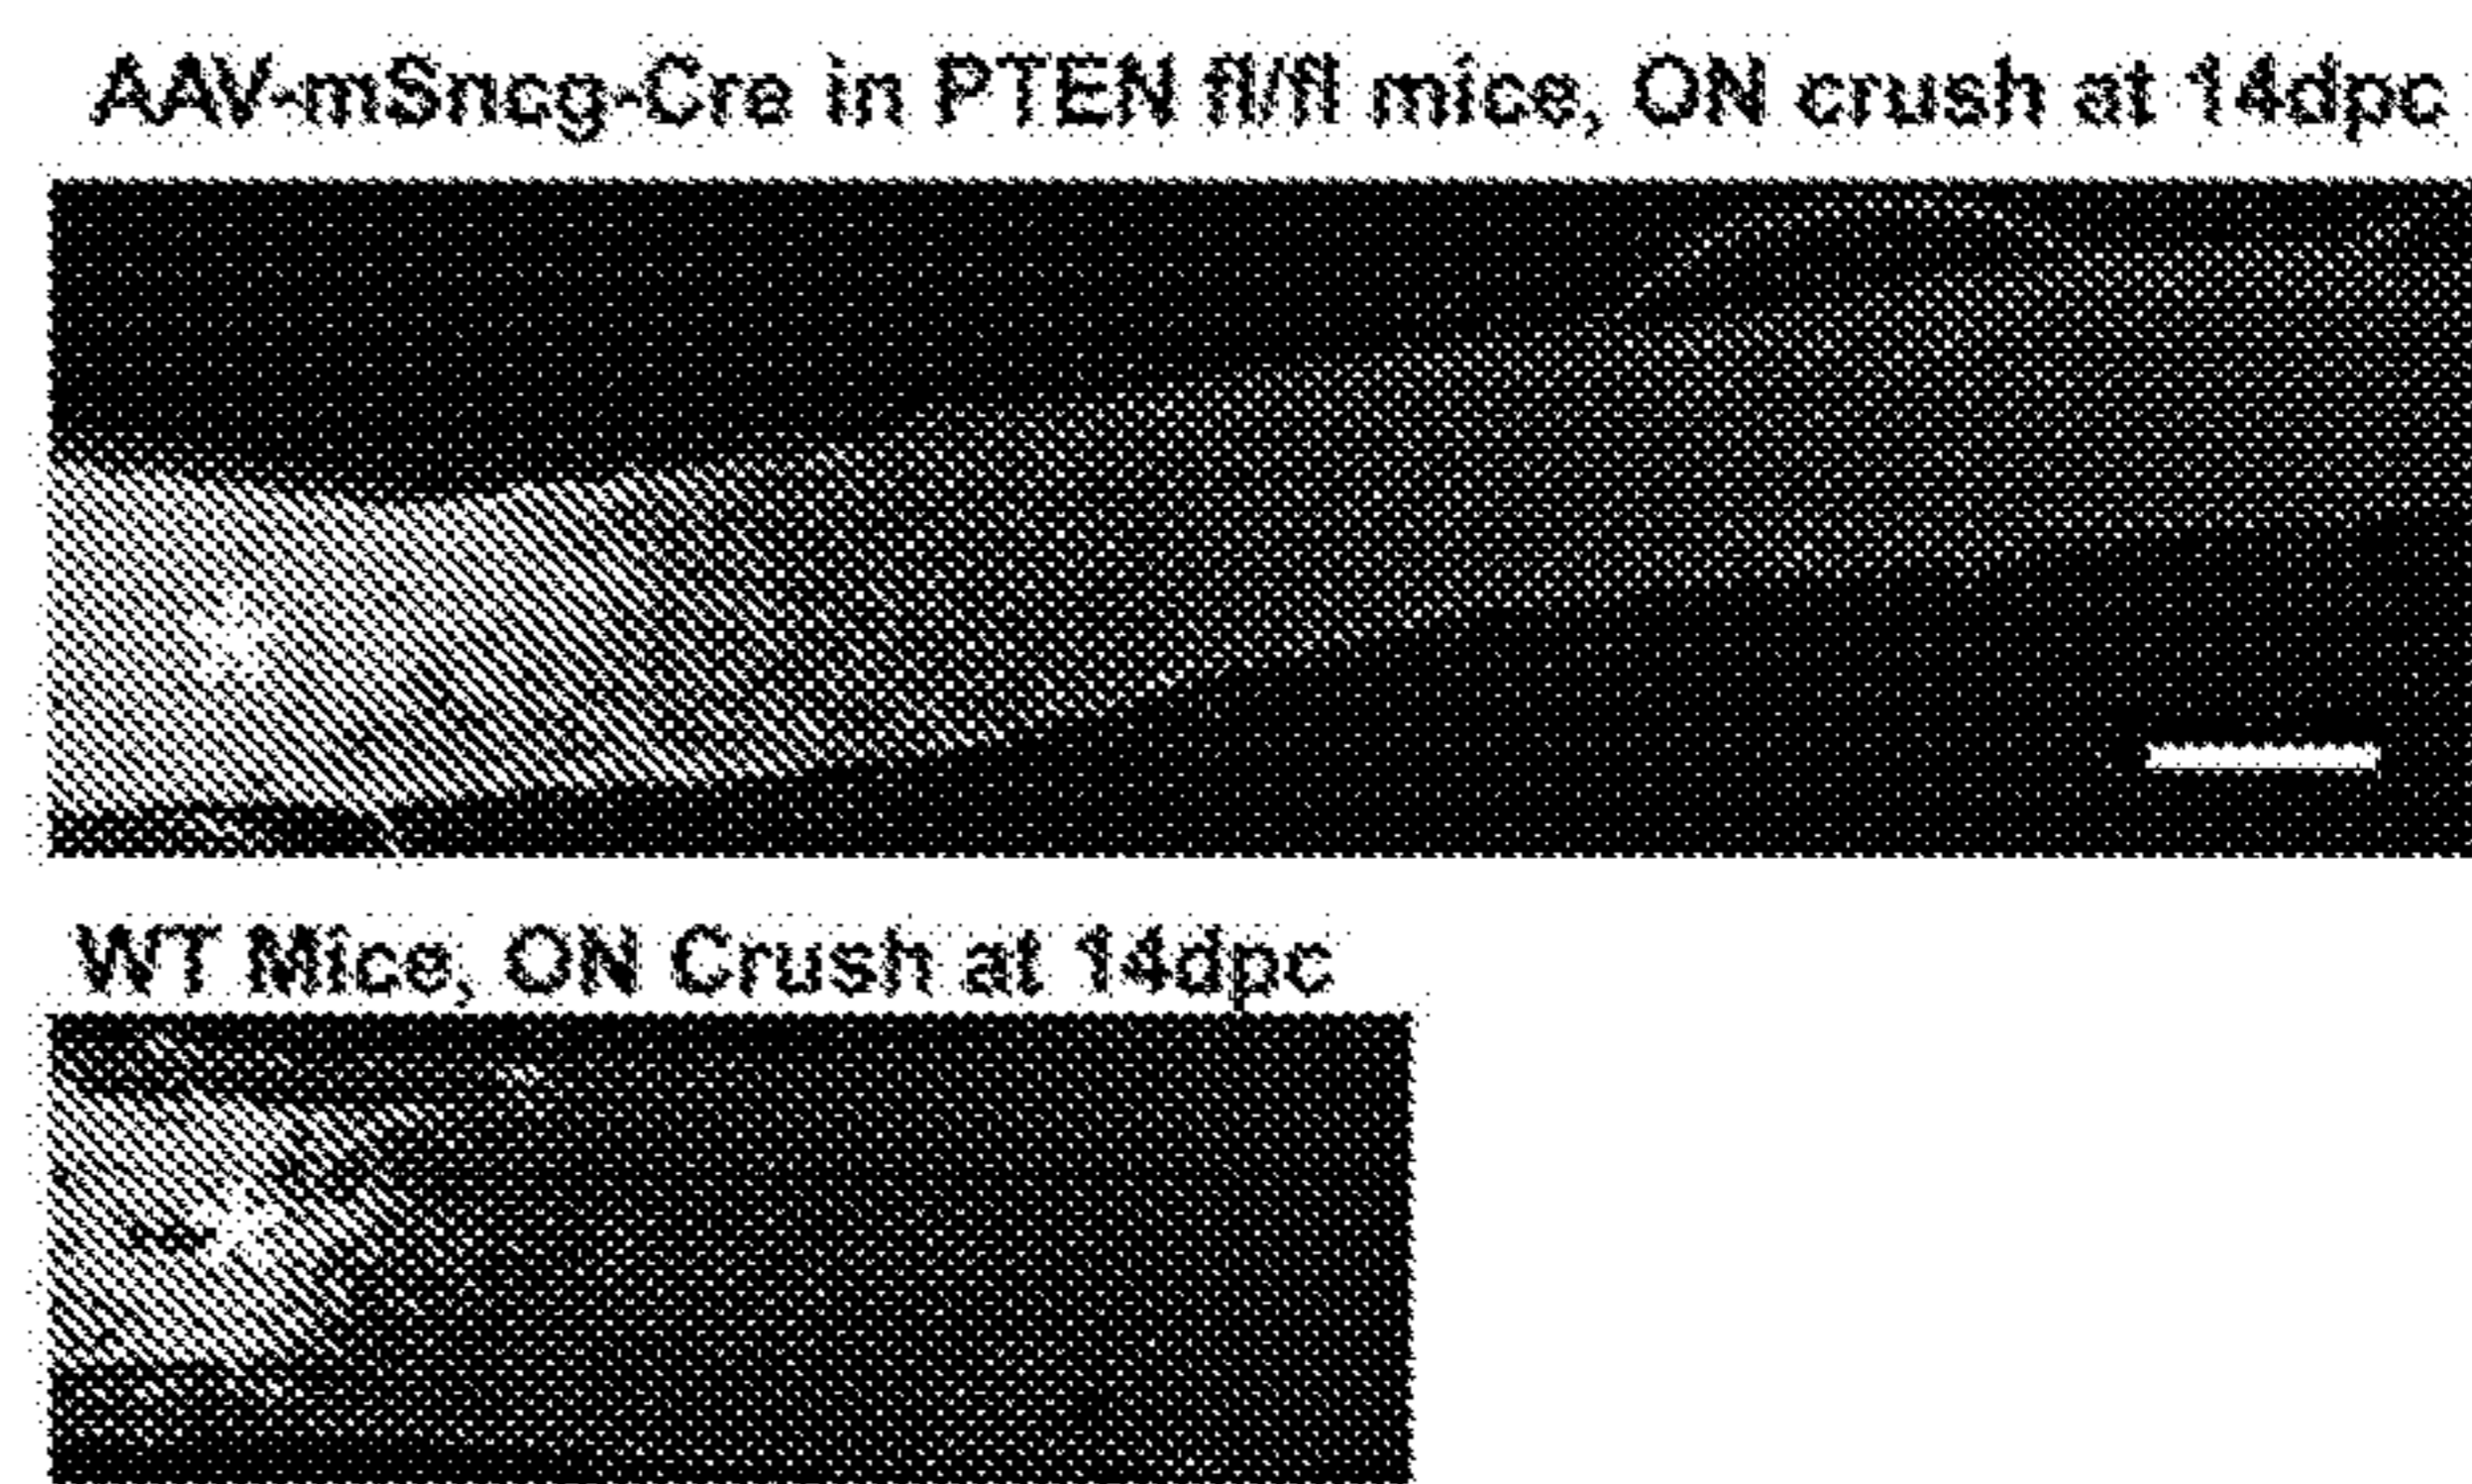 AAV-mSncg-Cre in PTEN fl/fl mice, ON crush at 14dpc
WT Mice, ON Crush at 14dpc